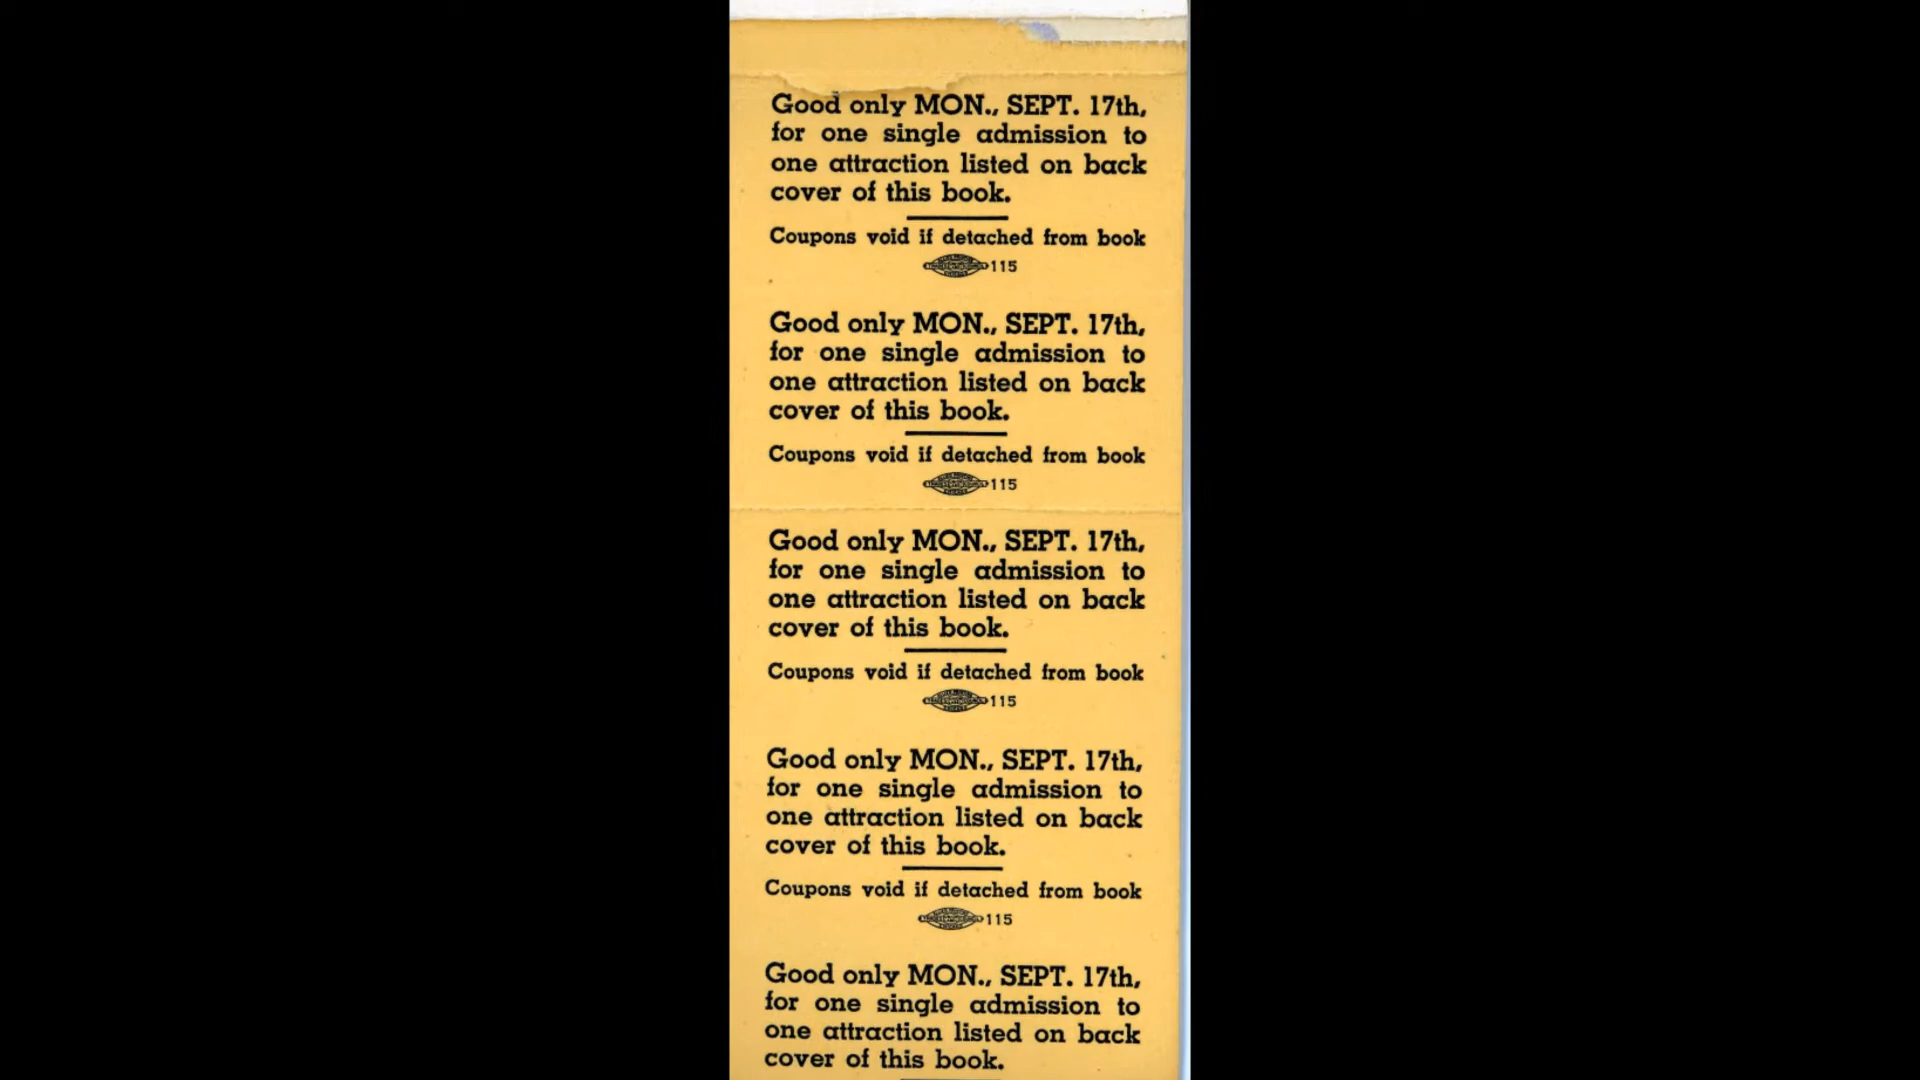 Good only MON., SEPT. 17th,
for one single admission to
one attraction listed on back
cover of this book.
Coupons void if detached from book
115
Good only MON., SEPT. 17th,
for one single admission to
one attraction listed on back
cover of this book.
Coupons void if detached from book
115
Good only MON., SEPT. 17th,
for one single admission to
one attraction listed on back
cover of this book.
Coupons void if detached from book
115
Good only MON., SEPT. 17th,
for one single admission to
one attraction listed on back
cover of this book.
Coupons void if detached from book
115
Good only MON., SEPT. 17th,
for one single admission to
one attraction listed on back
cover of this book.